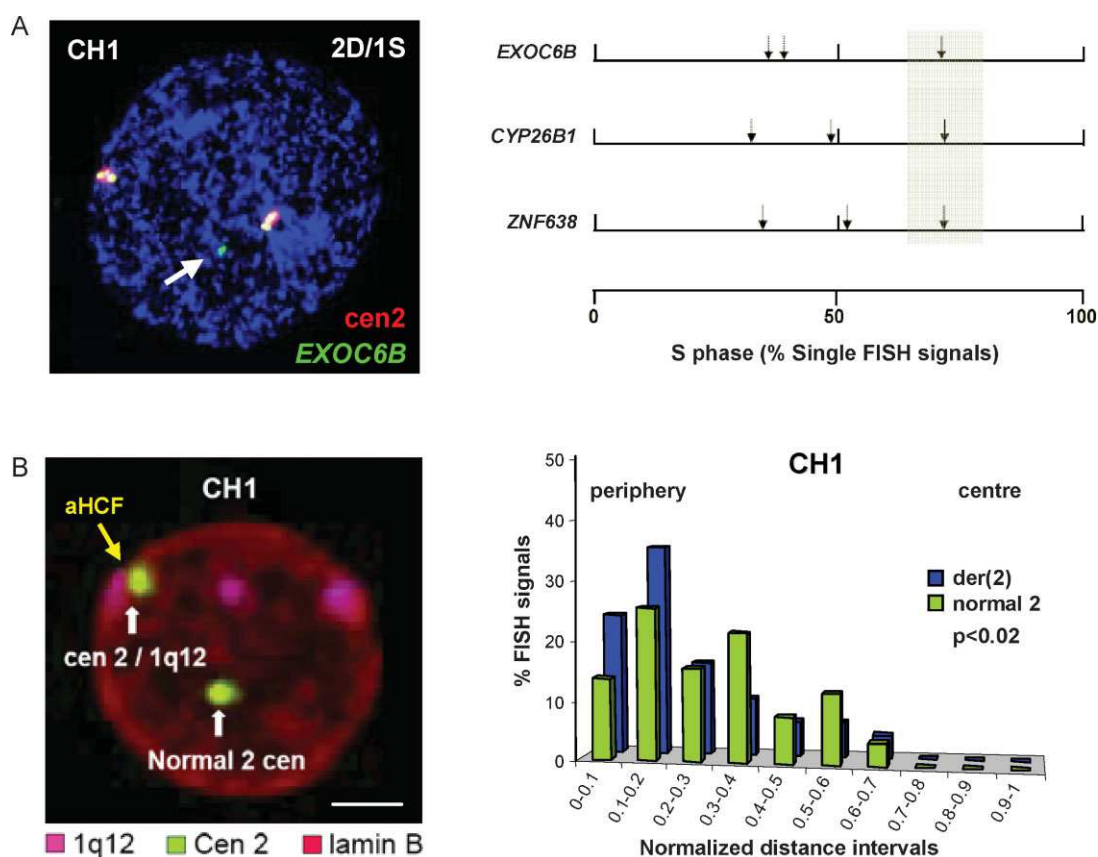 A
CH1
2D/1S
cen2
EXOC6B
EXOC6B
CYP26B1
ZNF638
0
50
100
S phase (% Single FISH signals)
B
CH1
aHCF
cen 2 / 1q12
Normal 2 cen
1q12
Cen 2
lamin B
CH1
periphery
centre
der(2)
normal 2
p<0.02
% FISH signals
50
40
30
20
10
0
0-0.1
0.1-0.2
0.2-0.3
0.3-0.4
0.4-0.5
0.5-0.6
0.6-0.7
0.7-0.8
0.8-0.9
0.9-1
Normalized distance intervals